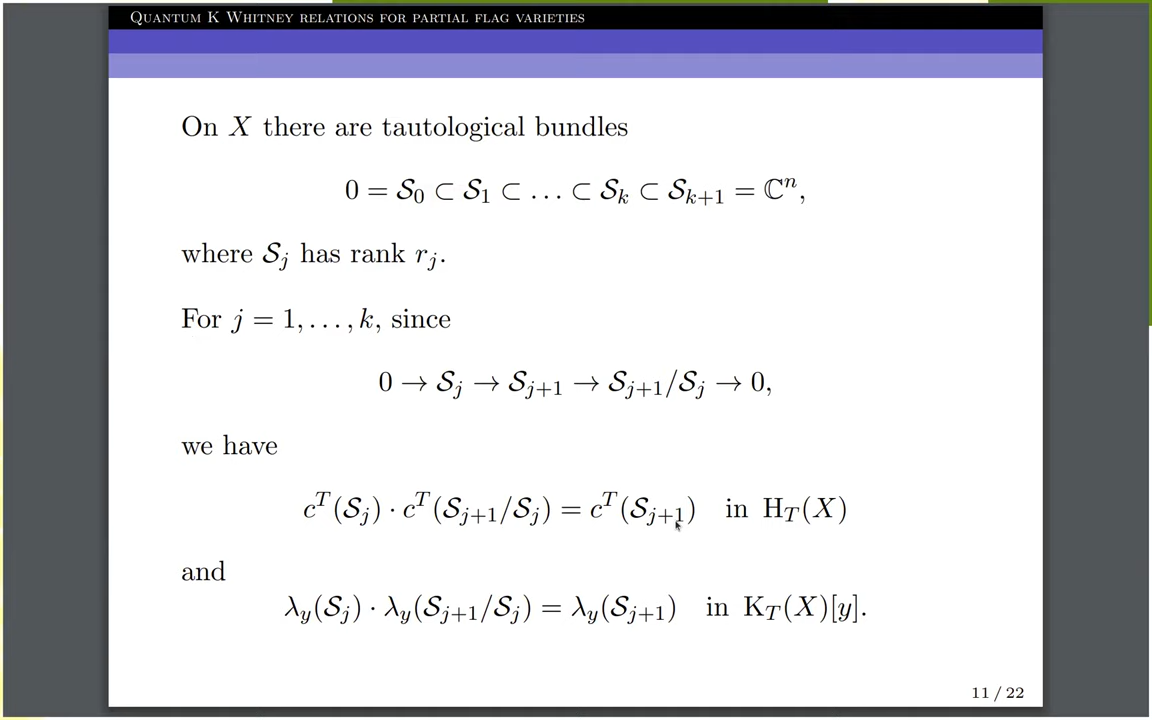 QUANTUM K WHITNEY RELATIONS FOR PARTIAL FLAG VARIETIES
On X there are tautological bundles
0 = 𝒮₀ ⊂ 𝒮₁ ⊂ … ⊂ 𝒮ₖ ⊂ 𝒮ₖ₊₁ = ℂⁿ,
where 𝒮ⱼ has rank rⱼ.
For j = 1, …, k, since
0 → 𝒮ⱼ → 𝒮ⱼ₊₁ → 𝒮ⱼ₊₁/𝒮ⱼ → 0,
we have
cᵀ(𝒮ⱼ) · cᵀ(𝒮ⱼ₊₁/𝒮ⱼ) = cᵀ(𝒮ⱼ₊₁) in H_T(X)
and
λ_y(𝒮ⱼ) · λ_y(𝒮ⱼ₊₁/𝒮ⱼ) = λ_y(𝒮ⱼ₊₁) in K_T(X)[y].
11 / 22